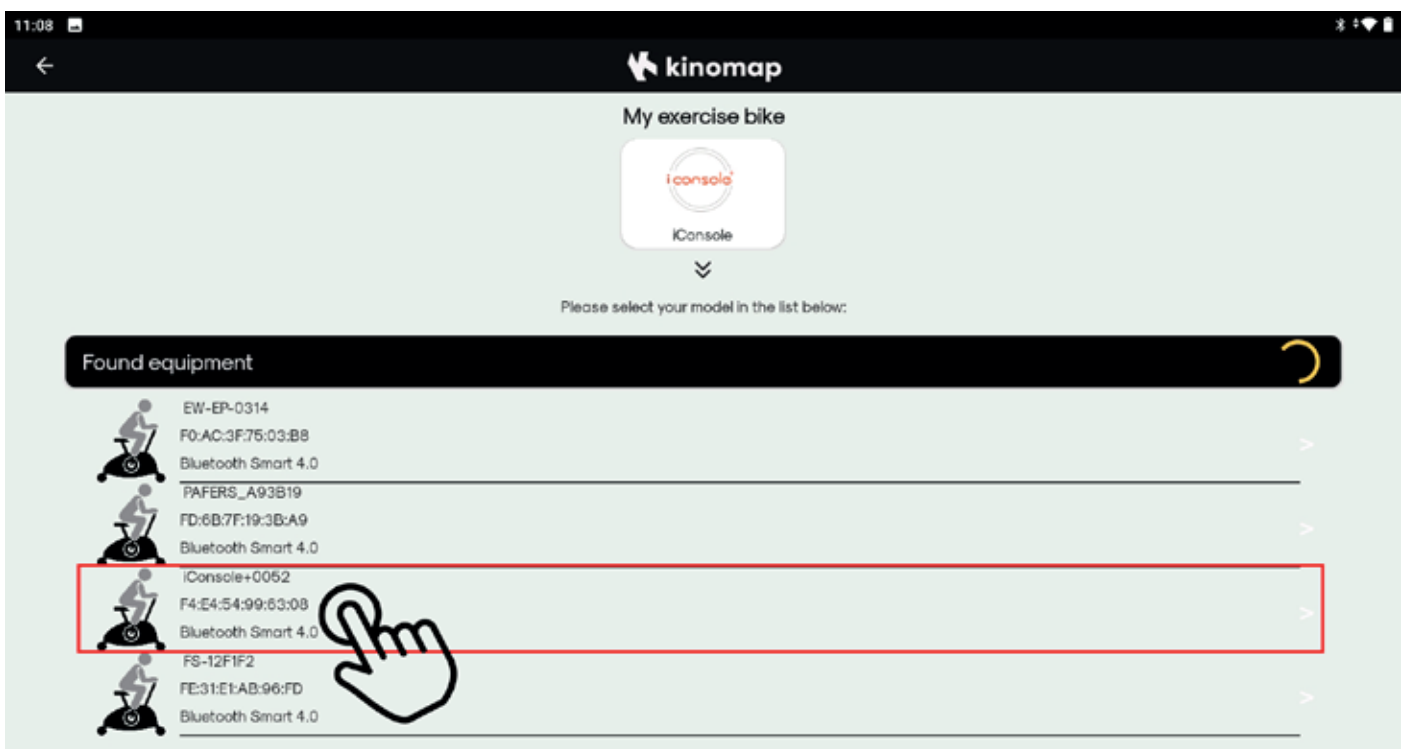 11:08
kinomap
My exercise bike
i console+
iConsole
Please select your model in the list below:
Found equipment
EW-EP-0314
F0:AC:3F:75:03:B8
Bluetooth Smart 4.0
PAFERS_A93B19
FD:6B:7F:19:3B:A9
Bluetooth Smart 4.0
iConsole+0052
F4:E4:54:99:63:08
Bluetooth Smart 4.0
FS-12F1F2
FE:31:E1:AB:96:FD
Bluetooth Smart 4.0